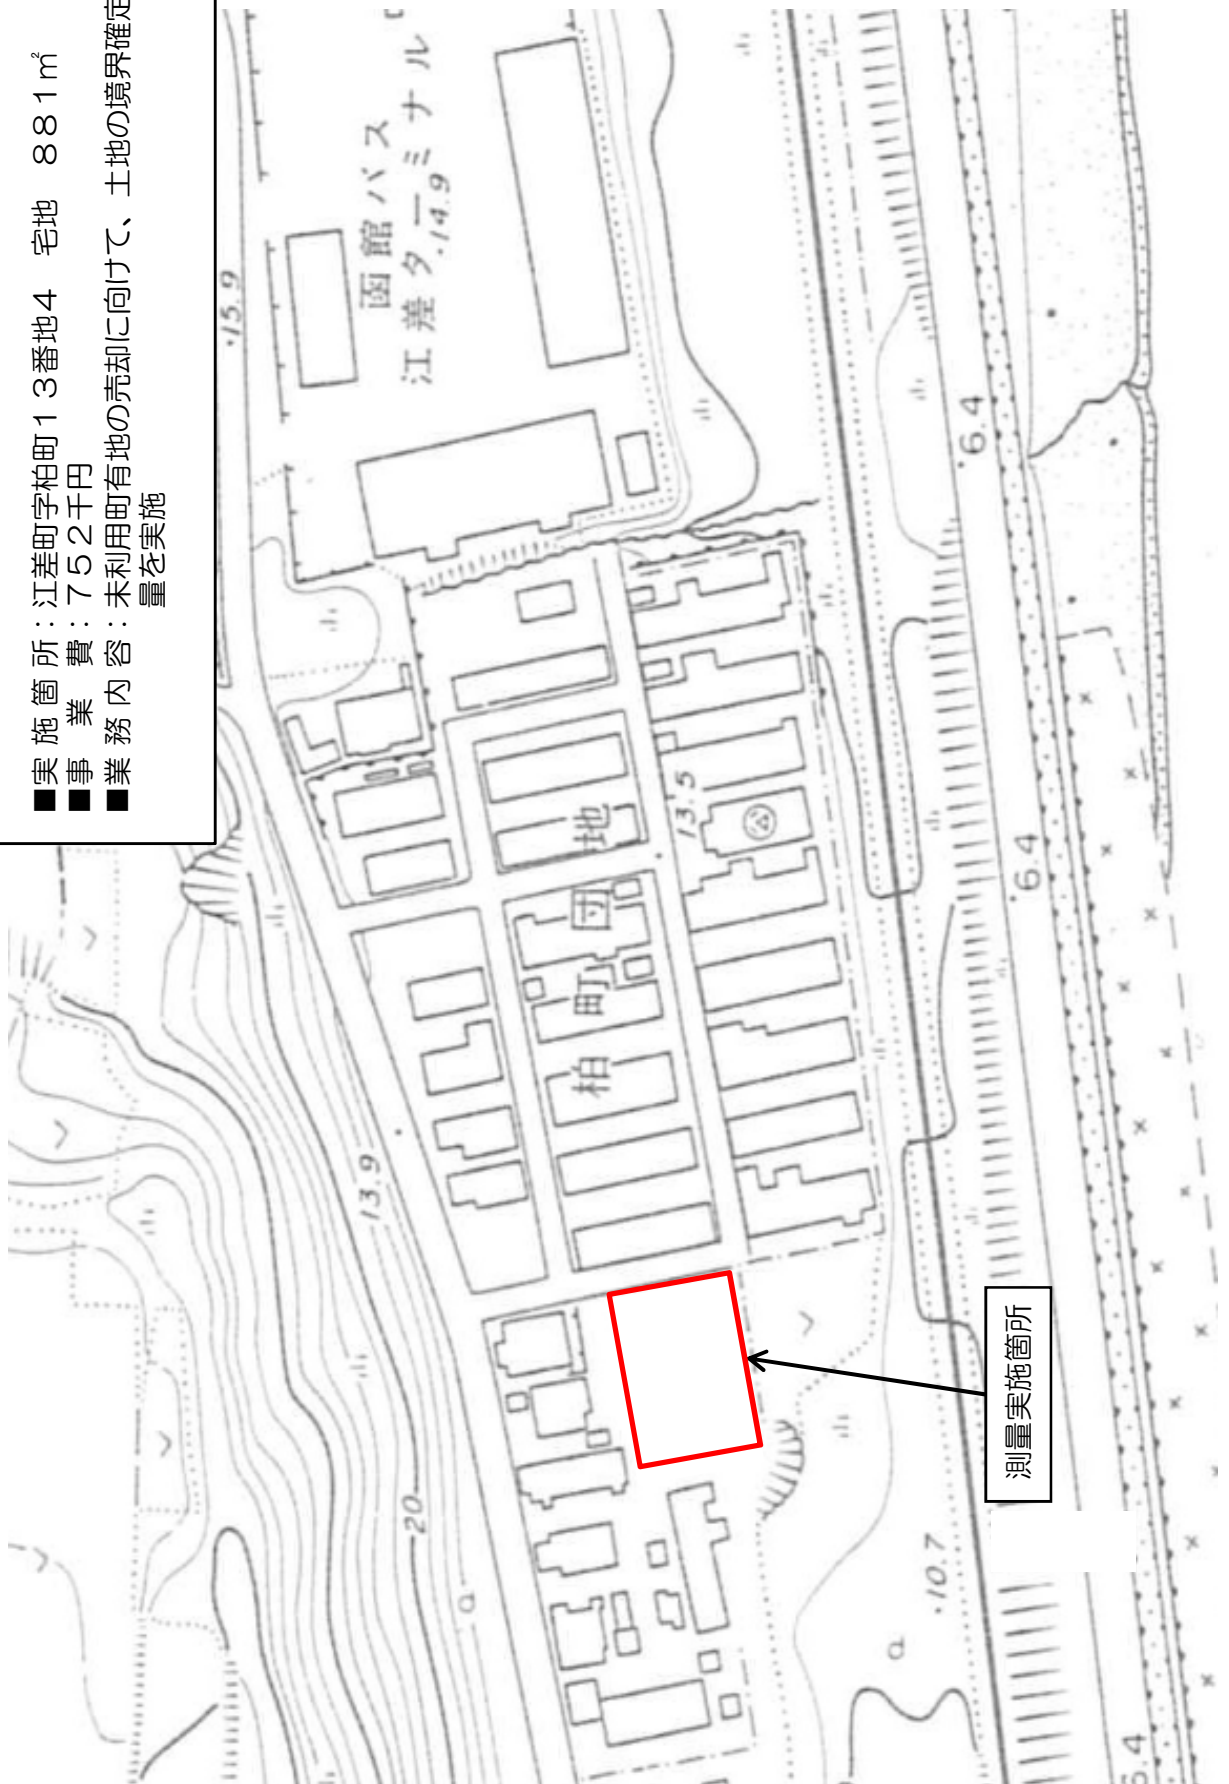 ■実施箇所：江差町字柏町13番地4　宅地　881㎡
■事業費：752千円
■業務内容：未利用町有地の売却に向けて、土地の境界確定
量を実施
函館バス
江差ターミナル
・14.9
・15.9
柏町団地
13.5
・6.4
・6.4
13.9
20
・10.7
測量実施箇所